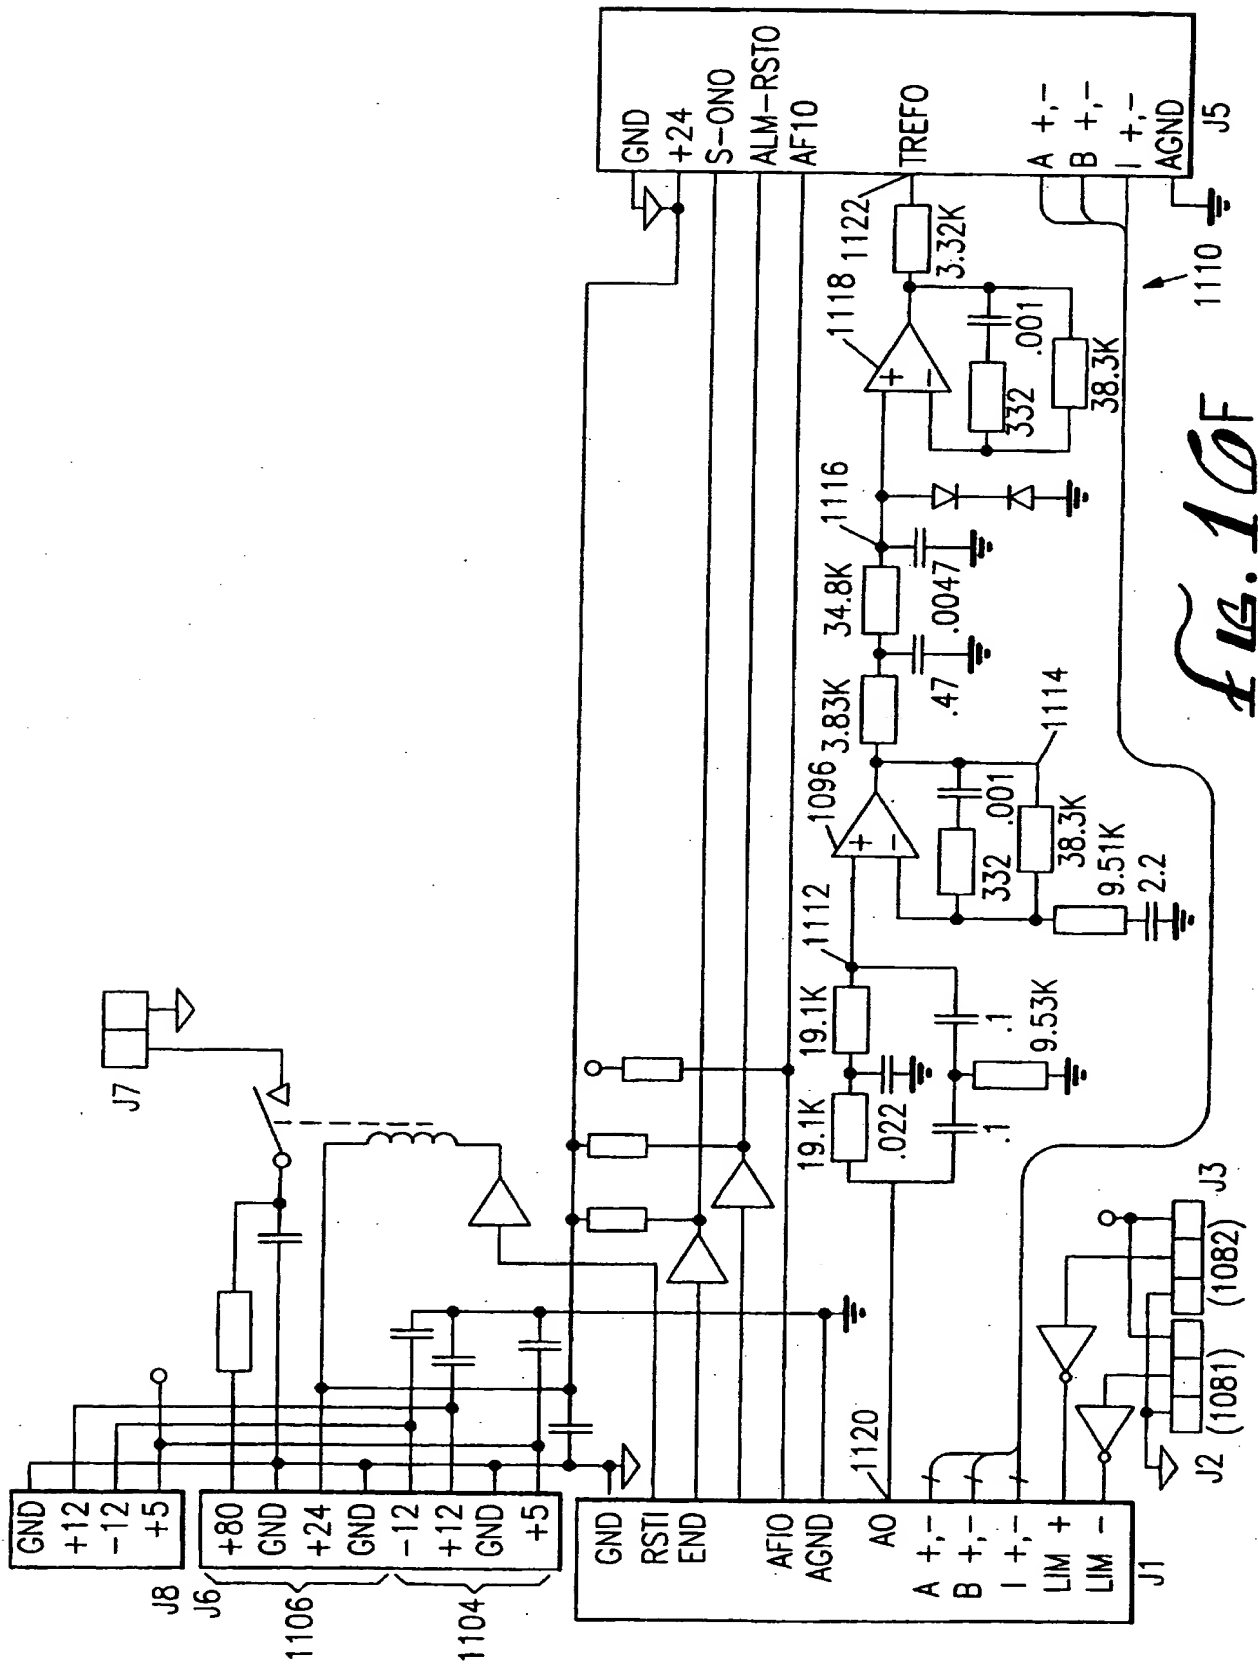 J7
GND
+12
-12
+5
J8
+80
GND
+24
GND
-12
+12
GND
+5
J6
1106
1104
GND
RSTI
END
AFIO
AGND
AO
A +,-
B +,-
I +,-
LIM +
LIM -
J1
1120
J2
(1081)
J3
(1082)
19.1K
.022
19.1K
.1
.1
9.53K
1112
1096
+
-
332
.001
38.3K
9.51K
2.2
1114
3.83K
.47
34.8K
.0047
1116
1118
+
-
332
.001
38.3K
3.32K
1122
GND
+24
S-ONO
ALM-RSTO
AF10
TREFO
A +,-
B +,-
I +,-
AGND
J5
1110
FIG. 16F